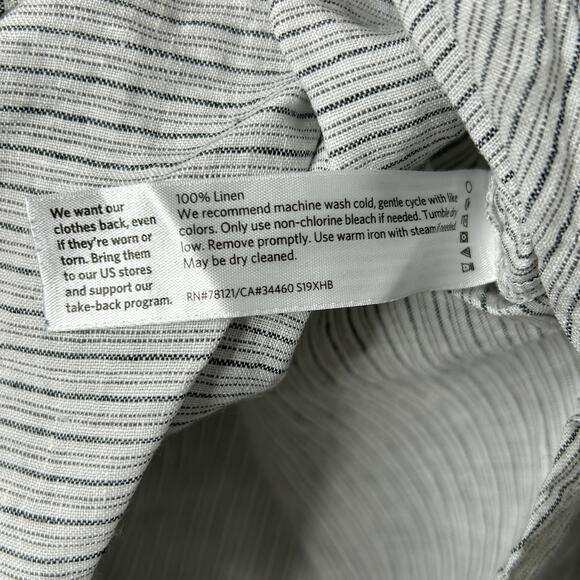 We want our
clothes back, even
if they're worn or
torn. Bring them
to our US stores
and support our
take-back program.
100% Linen
We recommend machine wash cold, gentle cycle with like
colors. Only use non-chlorine bleach if needed. Tumble dry
low. Remove promptly. Use warm iron with steam if needed.
May be dry cleaned.
RN#78121/CA#34460 S19XHB